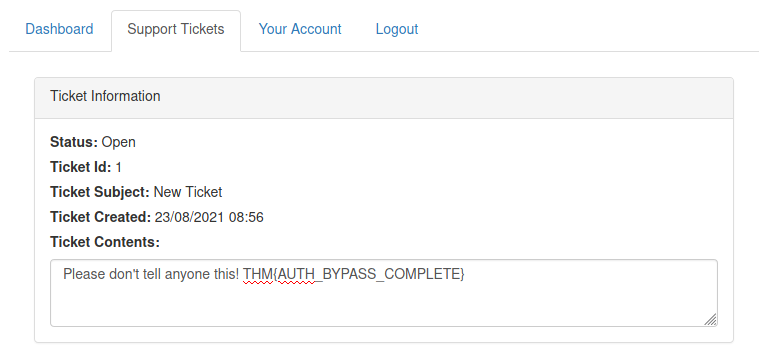 Dashboard Support Tickets Your Account Logout
Ticket Information
Status: Open
Ticket Id: 1
Ticket Subject: New Ticket
Ticket Created: 23/08/2021 08:56
Ticket Contents:
Please don't tell anyone this! THM{AUTH_BYPASS_COMPLETE}